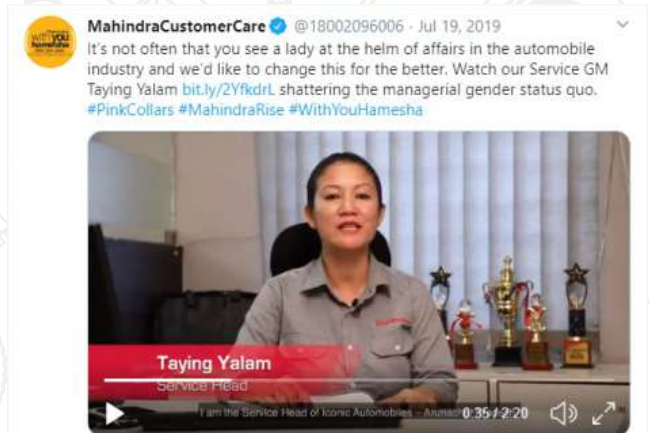 MahindraCustomerCare @18002096006 · Jul 19, 2019
It's not often that you see a lady at the helm of affairs in the automobile
industry and we'd like to change this for the better. Watch our Service GM
Taying Yalam bit.ly/2YfkdrL shattering the managerial gender status quo.
#PinkCollars #MahindraRise #WithYouHamesha
with you
hamesha
Taying Yalam
Service Head
I am the Service Head of Iconic Automobiles -
0:35 / 2:20